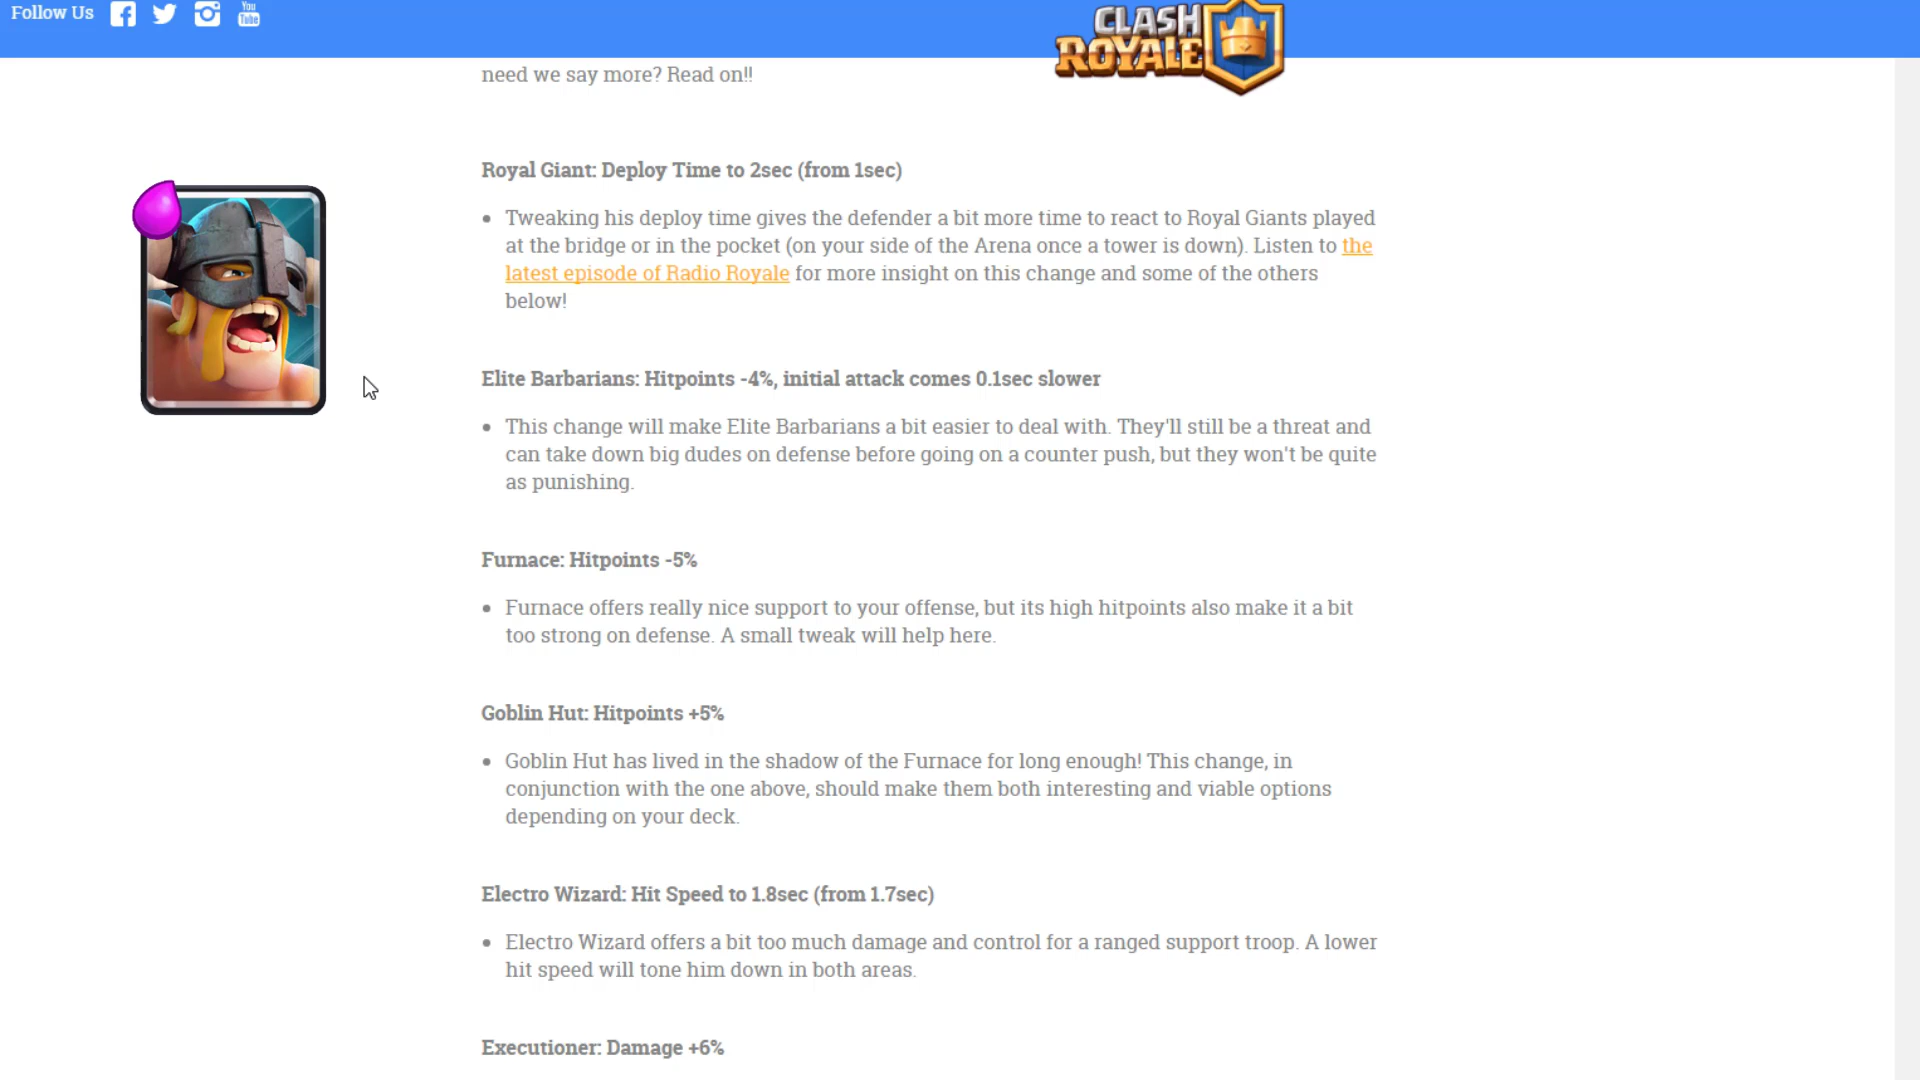 Follow Us
You
Tube
CLASH
ROYALE
need we say more? Read on!!
Royal Giant: Deploy Time to 2sec (from 1sec)
• Tweaking his deploy time gives the defender a bit more time to react to Royal Giants played
at the bridge or in the pocket (on your side of the Arena once a tower is down). Listen to the
latest episode of Radio Royale for more insight on this change and some of the others
below!
Elite Barbarians: Hitpoints -4%, initial attack comes 0.1sec slower
• This change will make Elite Barbarians a bit easier to deal with. They'll still be a threat and
can take down big dudes on defense before going on a counter push, but they won't be quite
as punishing.
Furnace: Hitpoints -5%
• Furnace offers really nice support to your offense, but its high hitpoints also make it a bit
too strong on defense. A small tweak will help here.
Goblin Hut: Hitpoints +5%
• Goblin Hut has lived in the shadow of the Furnace for long enough! This change, in
conjunction with the one above, should make them both interesting and viable options
depending on your deck.
Electro Wizard: Hit Speed to 1.8sec (from 1.7sec)
• Electro Wizard offers a bit too much damage and control for a ranged support troop. A lower
hit speed will tone him down in both areas.
Executioner: Damage +6%